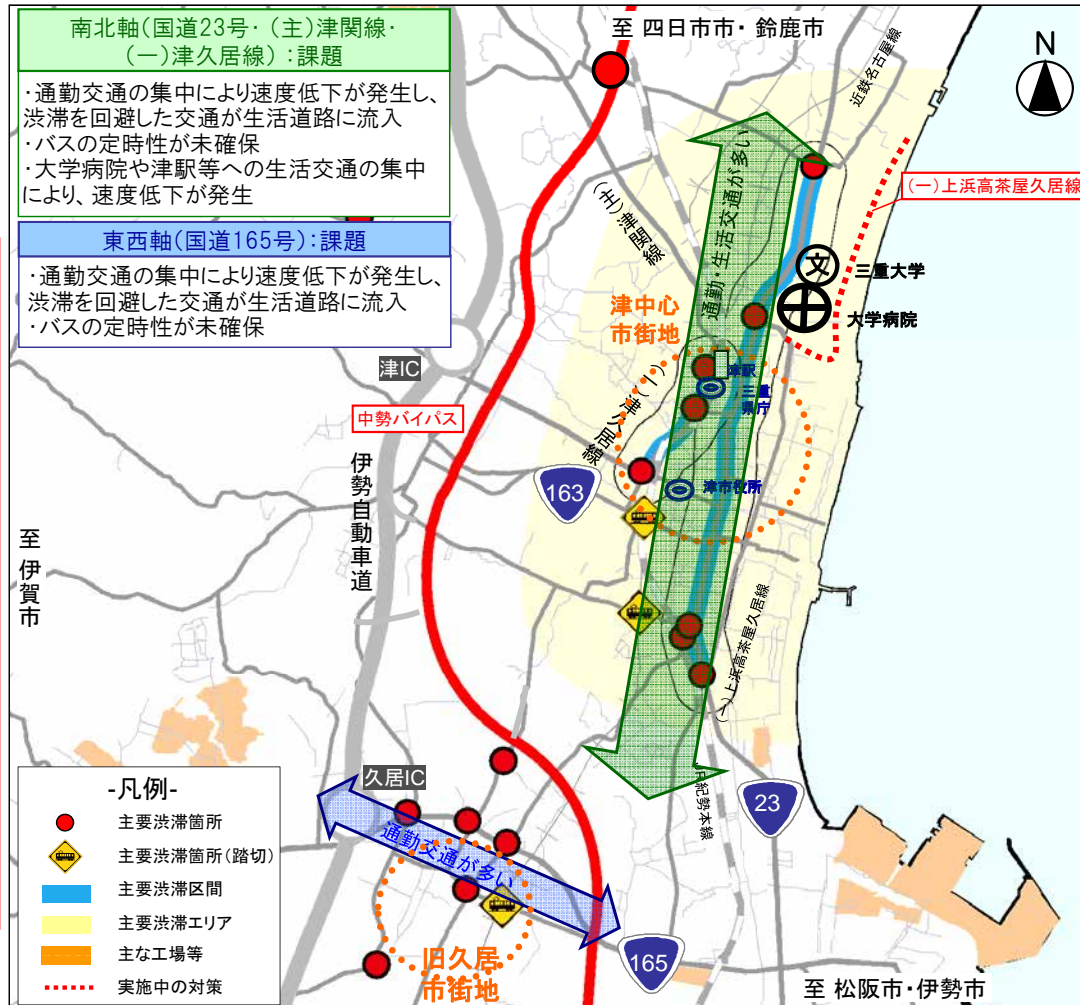 南北軸(国道23号・(主)津関線・
(一)津久居線)：課題
・通勤交通の集中により速度低下が発生し、
渋滞を回避した交通が生活道路に流入
・バスの定時性が未確保
・大学病院や津駅等への生活交通の集中
により、速度低下が発生
東西軸(国道165号)：課題
・通勤交通の集中により速度低下が発生し、
渋滞を回避した交通が生活道路に流入
・バスの定時性が未確保
至 四日市市・鈴鹿市
N
近鉄名古屋線
(一)上浜高茶屋久居線
(主)津関線
通勤・生活交通が多い
文
三重大学
大学病院
津中心
市街地
津駅
三重
県庁
(一)津久居線
津IC
中勢バイパス
伊勢自動車道
163
津市役所
至 伊賀市
(一)上浜高茶屋久居線
久居IC
通勤交通が多い
JR紀勢本線
23
旧久居
市街地
165
至 松阪市・伊勢市
-凡例-
主要渋滞箇所
主要渋滞箇所(踏切)
主要渋滞区間
主要渋滞エリア
主な工場等
実施中の対策